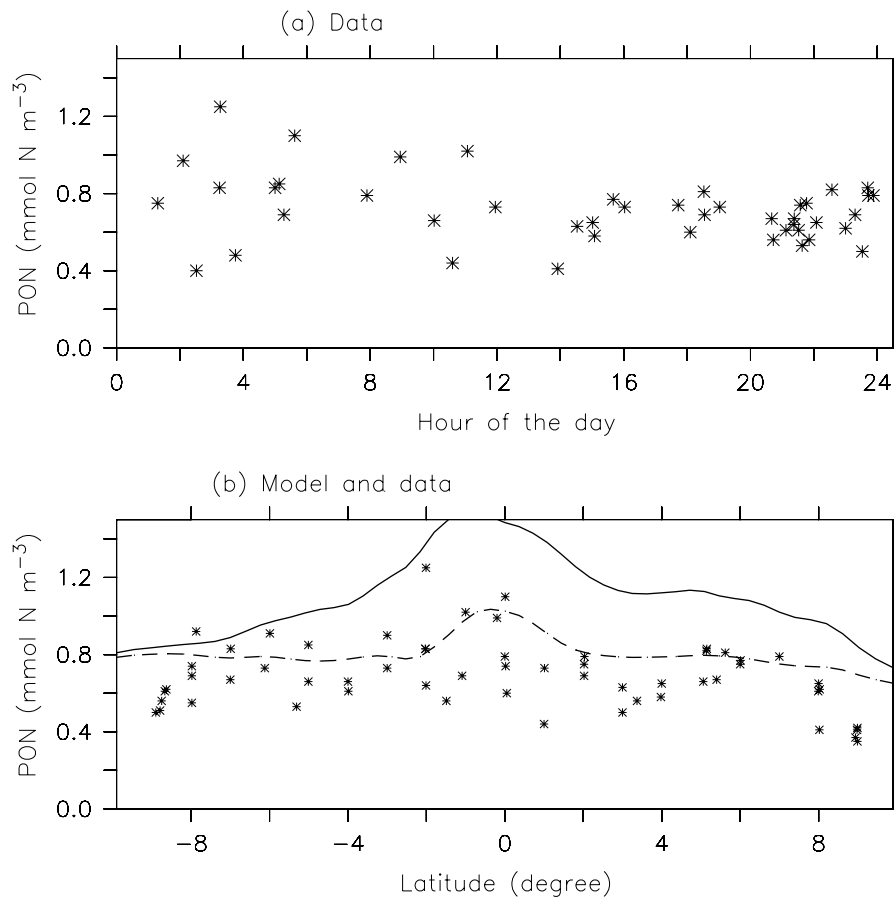 (a) Data
PON (mmol N m⁻³)
1.2
0.8
0.4
0.0
0 4 8 12 16 20 24
Hour of the day
(b) Model and data
PON (mmol N m⁻³)
1.2
0.8
0.4
0.0
−8 −4 0 4 8
Latitude (degree)